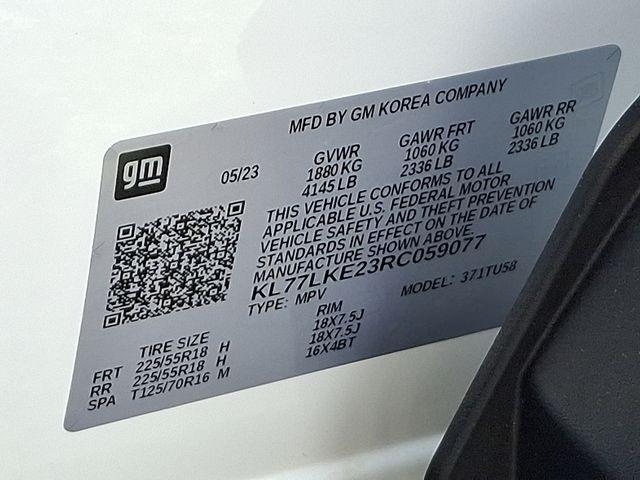 MFD BY GM KOREA COMPANY
gm
05/23
GVWR GAWR FRT GAWR RR
1880 KG 1060 KG 1060 KG
4145 LB 2336 LB 2336 LB
THIS VEHICLE CONFORMS TO ALL
APPLICABLE U.S. FEDERAL MOTOR
VEHICLE SAFETY AND THEFT PREVENTION
STANDARDS IN EFFECT ON THE DATE OF
MANUFACTURE SHOWN ABOVE.
KL77LKE23RC059077
TYPE: MPV MODEL: 371TU58
TIRE SIZE RIM
FRT 225/55R18 H 18X7.5J
RR 225/55R18 H 18X7.5J
SPA T125/70R16 M 16X4BT